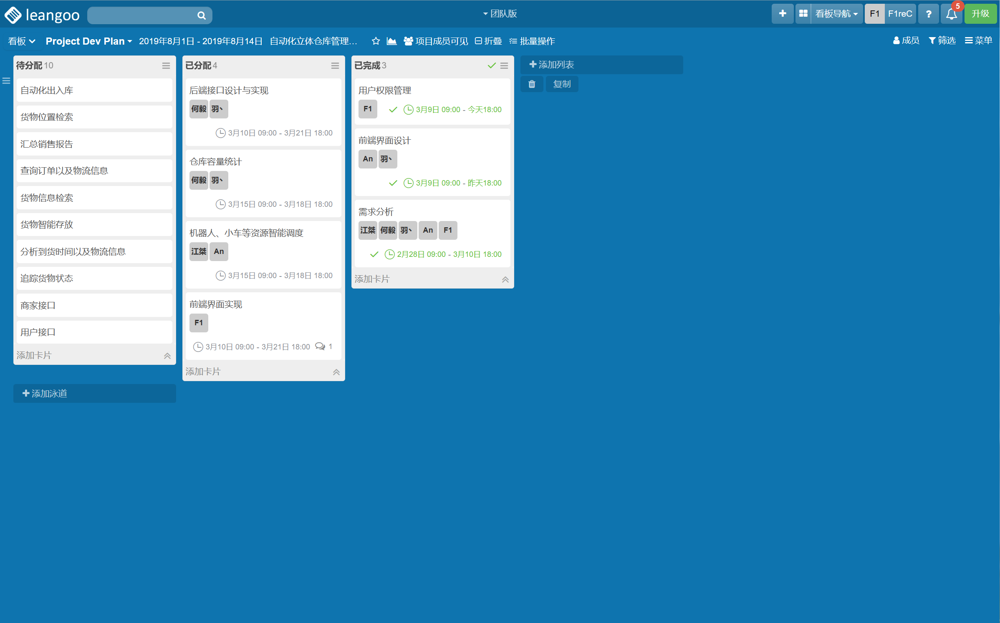 leangoo
团队版
看板导航
F1
F1reC
?
5
升级
看板
Project Dev Plan
2019年8月1日 - 2019年8月14日
自动化立体仓库管理...
项目成员可见
折叠
批量操作
成员
筛选
菜单
待分配 10
自动化出入库
货物位置检索
汇总销售报告
查询订单以及物流信息
货物信息检索
货物智能存放
分析到货时间以及物流信息
追踪货物状态
商家接口
用户接口
添加卡片
添加泳道
已分配 4
后端接口设计与实现
何毅 羽丶
3月10日 09:00 - 3月21日 18:00
仓库容量统计
何毅 羽丶
3月15日 09:00 - 3月18日 18:00
机器人、小车等资源智能调度
江桀 An
3月15日 09:00 - 3月18日 18:00
前端界面实现
F1
3月10日 09:00 - 3月21日 18:00 1
添加卡片
已完成 3
用户权限管理
F1 3月9日 09:00 - 今天18:00
前端界面设计
An 羽丶
3月9日 09:00 - 昨天18:00
需求分析
江桀 何毅 羽丶 An F1
2月28日 09:00 - 3月10日 18:00
添加卡片
添加列表
复制